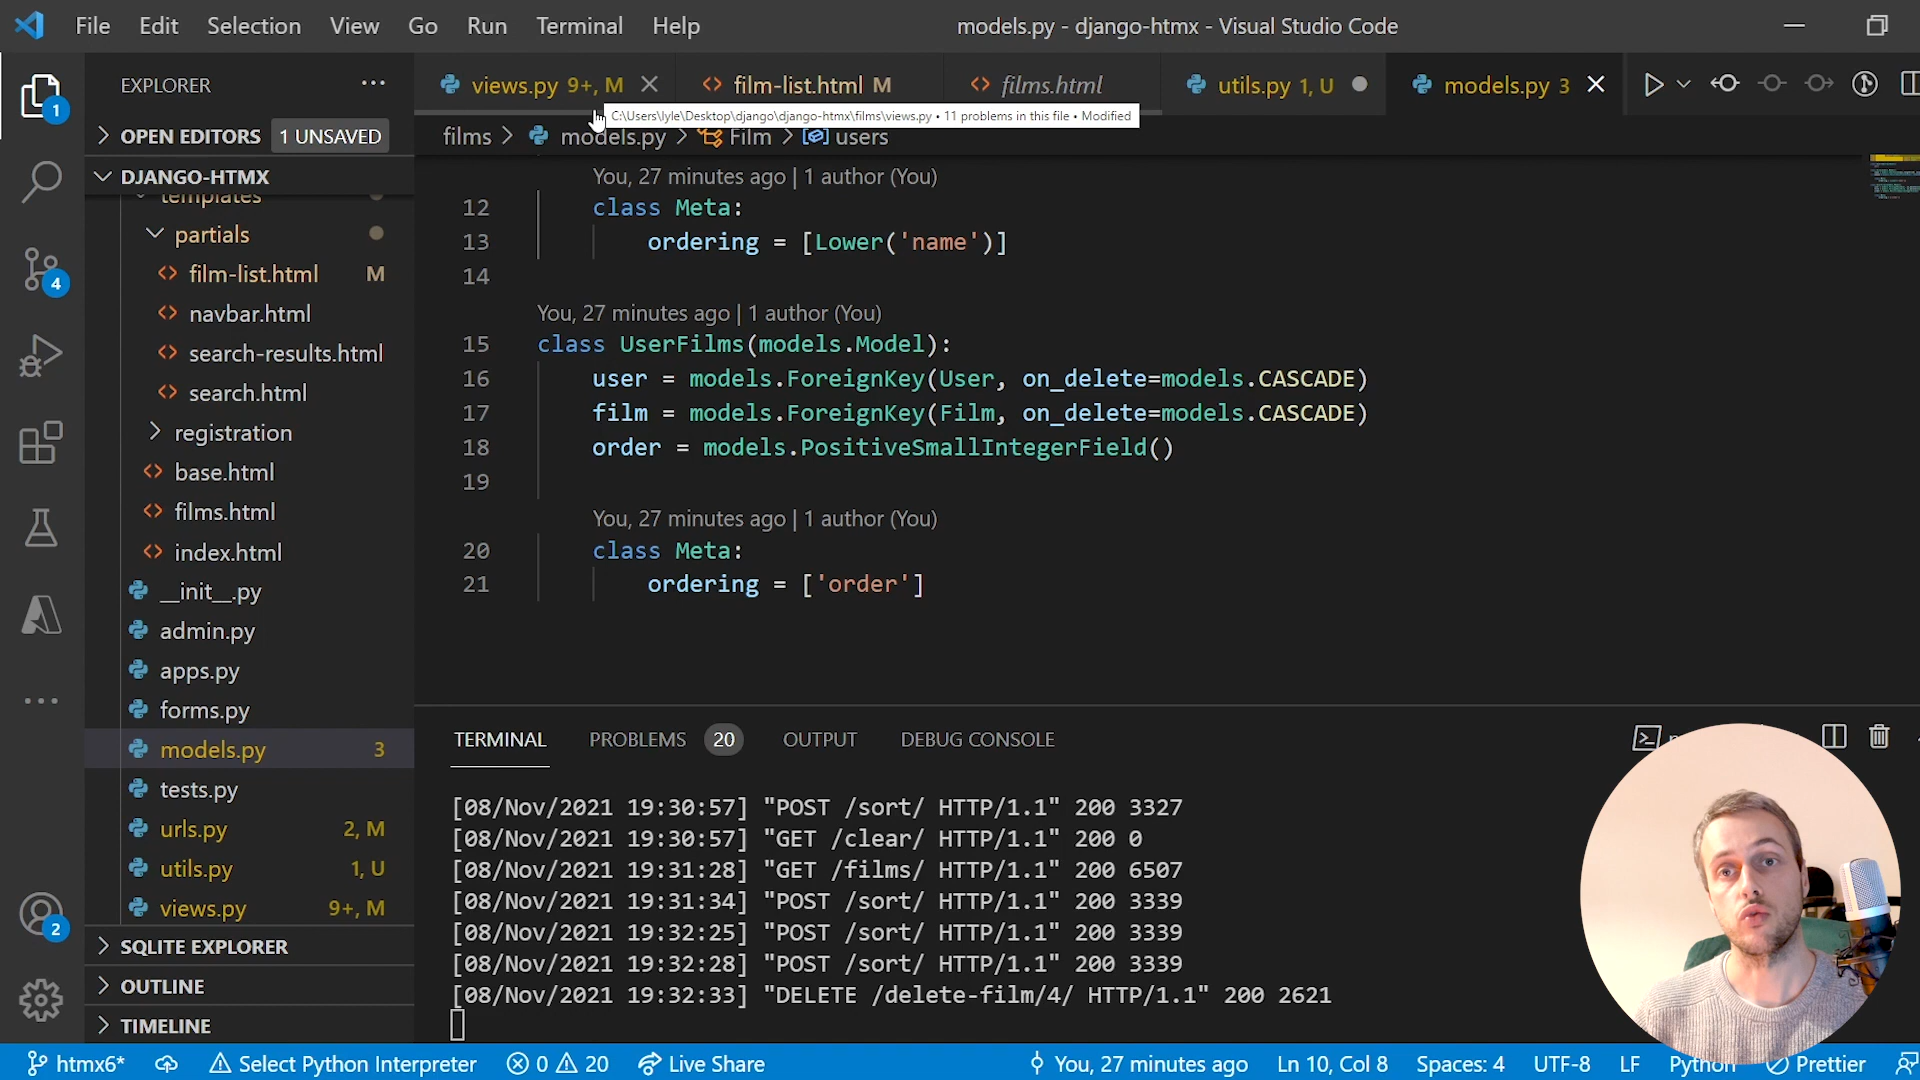 File Edit Selection View Go Run Terminal Help
models.py - django-htmx - Visual Studio Code
EXPLORER
views.py 9+, M
film-list.html M
films.html
utils.py 1, U
models.py 3
C:\Users\lyle\Desktop\django\django-htmx\films\views.py • 11 problems in this file • Modified
films > models.py > Film > users
1
OPEN EDITORS 1 UNSAVED
DJANGO-HTMX
templates
partials
film-list.html M
navbar.html
search-results.html
search.html
registration
base.html
films.html
index.html
__init__.py
admin.py
apps.py
forms.py
models.py 3
tests.py
urls.py 2, M
utils.py 1, U
views.py 9+, M
SQLITE EXPLORER
OUTLINE
TIMELINE
4
2
You, 27 minutes ago | 1 author (You)
12 class Meta:
13 ordering = [Lower('name')]
14
You, 27 minutes ago | 1 author (You)
15 class UserFilms(models.Model):
16 user = models.ForeignKey(User, on_delete=models.CASCADE)
17 film = models.ForeignKey(Film, on_delete=models.CASCADE)
18 order = models.PositiveSmallIntegerField()
19
You, 27 minutes ago | 1 author (You)
20 class Meta:
21 ordering = ['order']
TERMINAL PROBLEMS 20 OUTPUT DEBUG CONSOLE
[08/Nov/2021 19:30:57] "POST /sort/ HTTP/1.1" 200 3327
[08/Nov/2021 19:30:57] "GET /clear/ HTTP/1.1" 200 0
[08/Nov/2021 19:31:28] "GET /films/ HTTP/1.1" 200 6507
[08/Nov/2021 19:31:34] "POST /sort/ HTTP/1.1" 200 3339
[08/Nov/2021 19:32:25] "POST /sort/ HTTP/1.1" 200 3339
[08/Nov/2021 19:32:28] "POST /sort/ HTTP/1.1" 200 3339
[08/Nov/2021 19:32:33] "DELETE /delete-film/4/ HTTP/1.1" 200 2621
htmx6* Select Python Interpreter 0 20 Live Share You, 27 minutes ago Ln 10, Col 8 Spaces: 4 UTF-8 LF Python Prettier